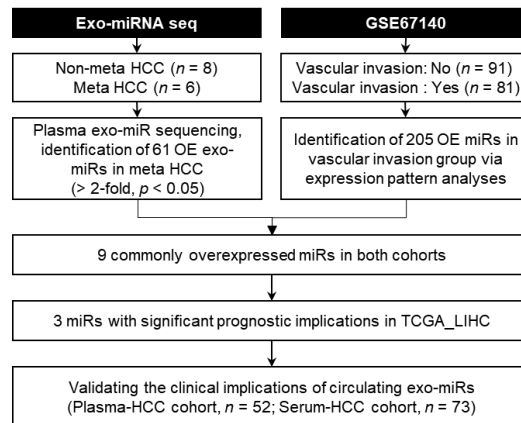 Exo-miRNA seq
Non-meta HCC (n = 8)
Meta HCC (n = 6)
Plasma exo-miR sequencing,
identification of 61 OE exo-
miRs in meta HCC
(> 2-fold, p < 0.05)
GSE67140
Vascular invasion: No (n = 91)
Vascular invasion : Yes (n = 81)
Identification of 205 OE miRs in
vascular invasion group via
expression pattern analyses
9 commonly overexpressed miRs in both cohorts
3 miRs with significant prognostic implications in TCGA_LIHC
Validating the clinical implications of circulating exo-miRs
(Plasma-HCC cohort, n = 52; Serum-HCC cohort, n = 73)